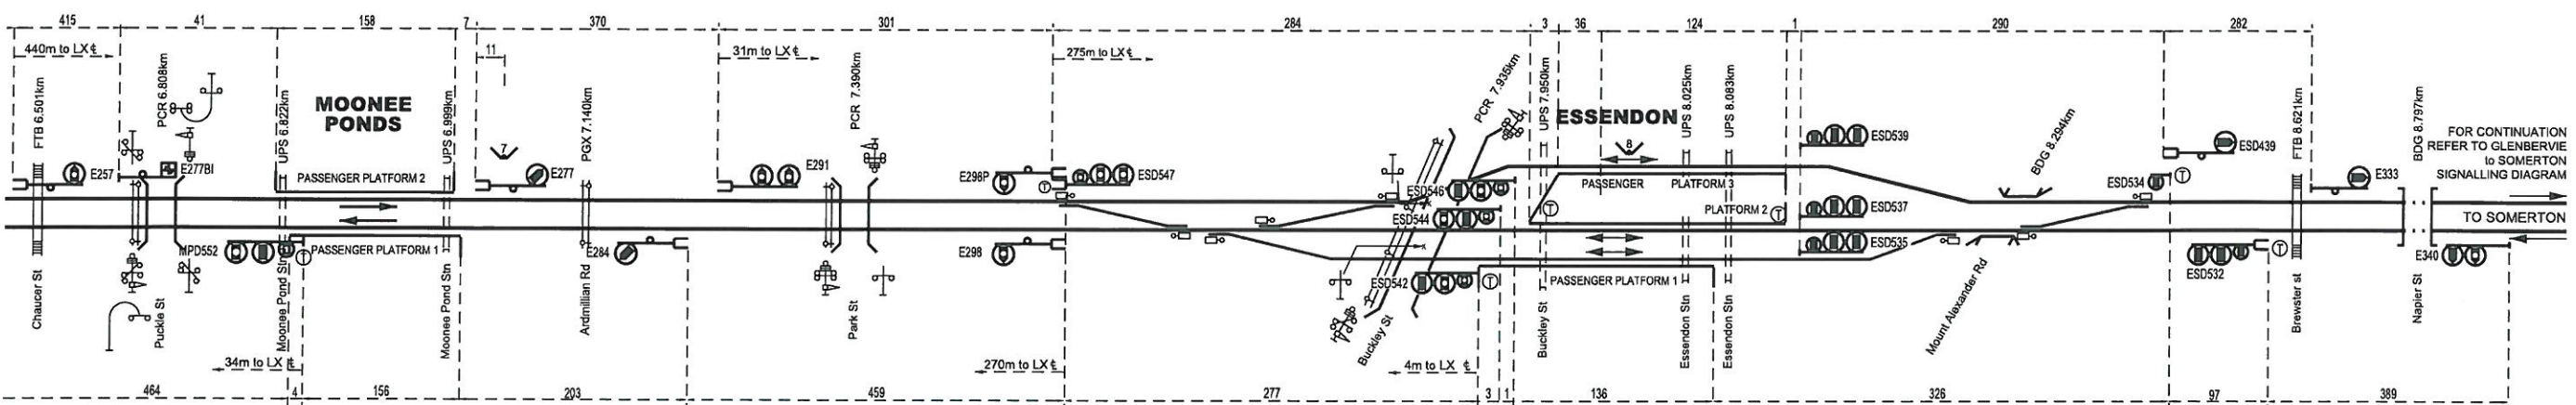 415
41
158
7
370
301
284
3
36
124
1
290
282
440m to LX ℄
11
31m to LX ℄
275m to LX ℄
FTB 6.501km
PCR 6.808km
UPS 6.822km
MOONEE
PONDS
UPS 6.999km
7
PGX 7.140km
PCR 7.390km
PCR 7.935km
UPS 7.950km
ESSENDON
8
UPS 8.025km
UPS 8.083km
BDG 8.294km
FTB 8.621km
BDG 8.797km
FOR CONTINUATION
REFER TO GLENBERVIE
to SOMERTON
SIGNALLING DIAGRAM
E257
E277BI
PASSENGER PLATFORM 2
E277
E291
E298P
T
ESD547
ESD546
ESD544
PASSENGER PLATFORM 3
PLATFORM 2
T
T
ESD539
ESD537
ESD535
ESD534
T
ESD439
E333
TO SOMERTON
MPD552
T
PASSENGER PLATFORM 1
E284
E298
ESD542
T
PASSENGER PLATFORM 1
ESD532
T
E340
Chaucer St
Puckle St
Moonee Pond Stn
Moonee Pond Stn
Ardmillian Rd
Park St
Buckley St
Buckley St
Essendon Stn
Essendon Stn
Mount Alexander Rd
Brewster st
Napier St
34m to LX ℄
270m to LX ℄
4m to LX ℄
464
4
156
203
459
277
3
1
136
326
97
389